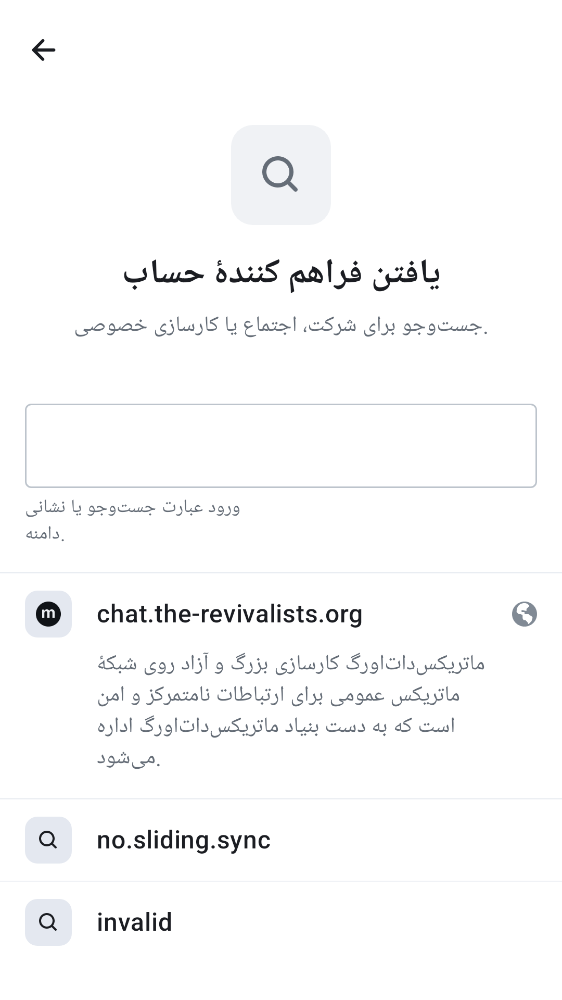 یافتن فراهم کنندهٔ حساب
جست‌وجو برای شرکت، اجتماع یا کارسازی خصوصی.
ورود عبارت جست‌وجو یا نشانی
دامنه.
m
chat.the-revivalists.org
ماتریکس‌دات‌اورگ کارسازی بزرگ و آزاد روی شبکهٔ
ماتریکس عمومی برای ارتباطات نامتمرکز و امن
است که به دست بنیاد ماتریکس‌دات‌اورگ اداره
می‌شود.
no.sliding.sync
invalid